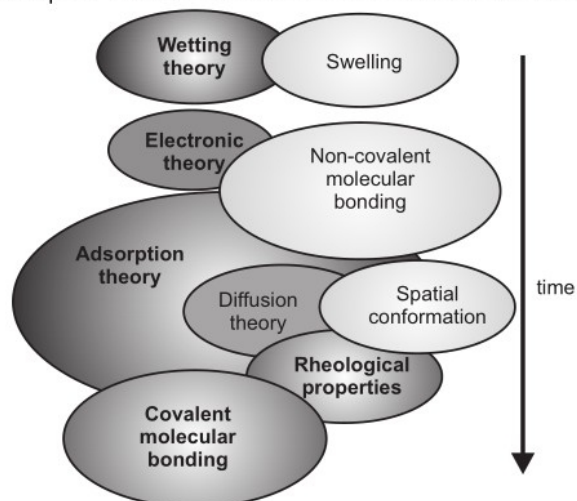 Wetting
theory
Swelling
Electronic
theory
Non-covalent
molecular
bonding
Adsorption
theory
Diffusion
theory
Spatial
conformation
time
Rheological
properties
Covalent
molecular
bonding